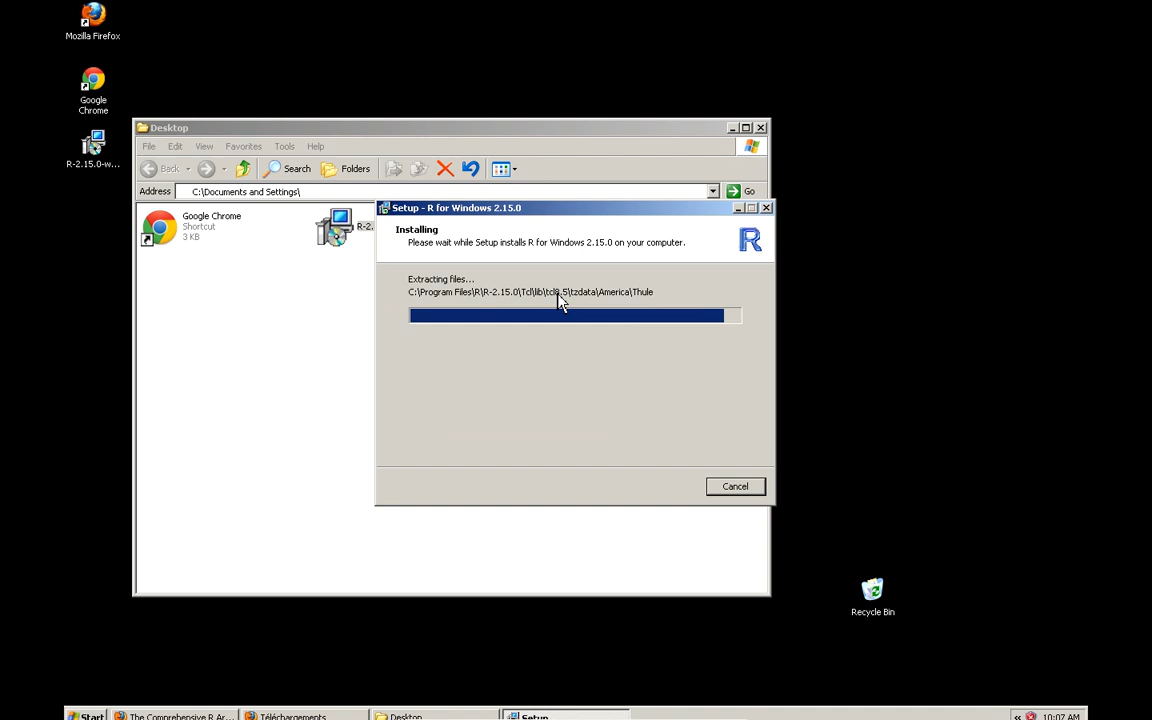 Mozilla Firefox
Google
Chrome
R-2.15.0-w...
Desktop
File Edit View Favorites Tools Help
Back Search Folders
Address C:\Documents and Settings\ Go
Google Chrome
Shortcut
3 KB
R-2.
Setup - R for Windows 2.15.0
Installing
Please wait while Setup installs R for Windows 2.15.0 on your computer.
R
Extracting files...
C:\Program Files\R\R-2.15.0\Tcl\lib\tcl8.5\tzdata\America\Thule
Cancel
Recycle Bin
Start The Comprehensive R Ar... Téléchargements Desktop Setup « 10:07 AM